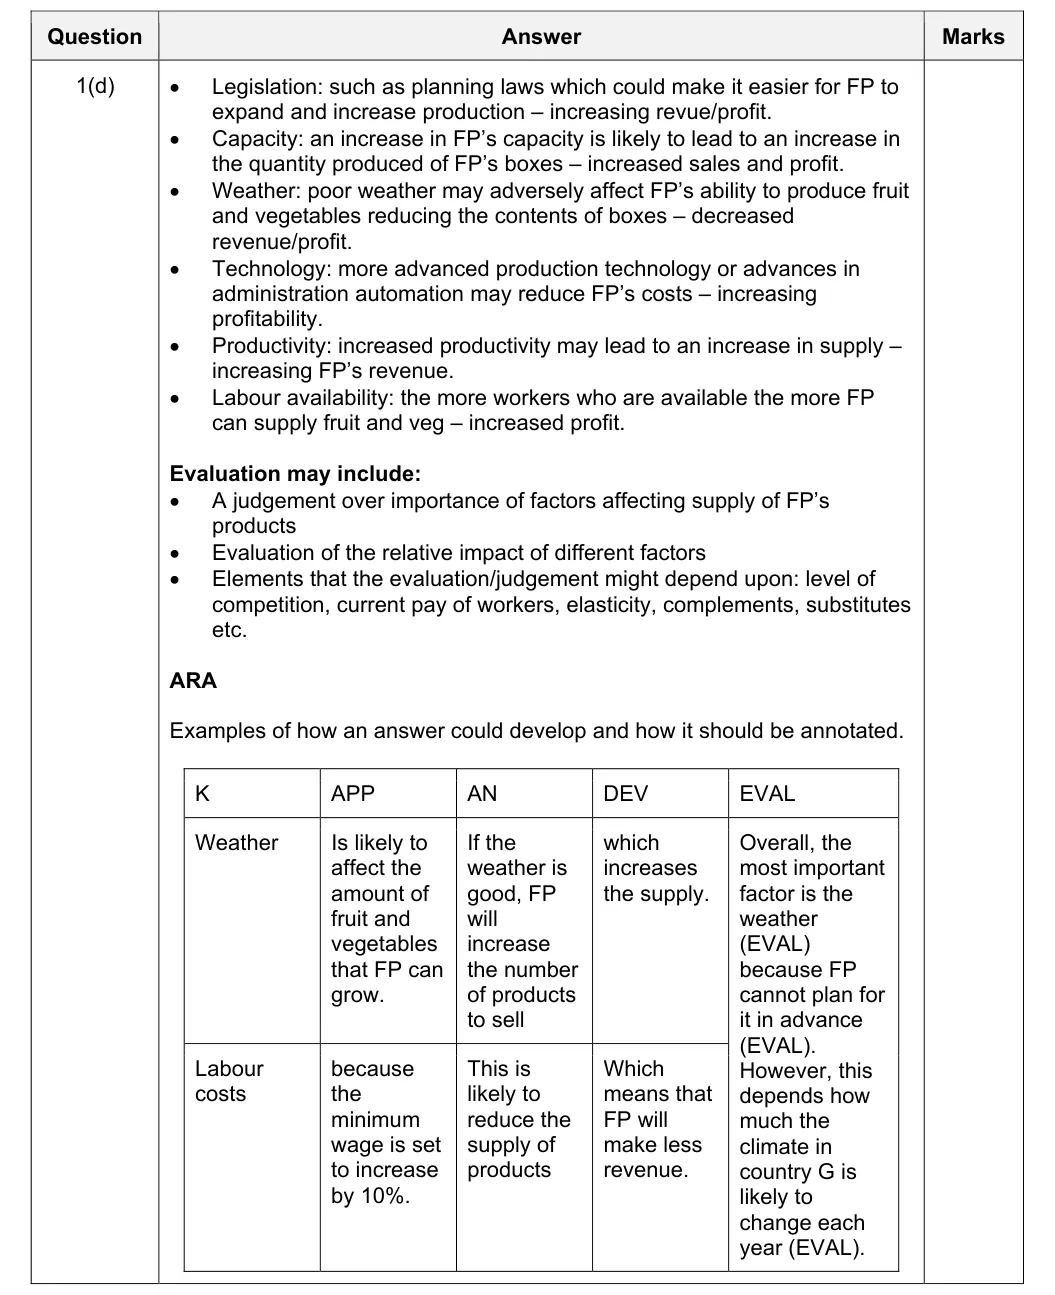 Question Answer Marks
1(d)
• Legislation: such as planning laws which could make it easier for FP to
expand and increase production – increasing revue/profit.
• Capacity: an increase in FP’s capacity is likely to lead to an increase in
the quantity produced of FP’s boxes – increased sales and profit.
• Weather: poor weather may adversely affect FP’s ability to produce fruit
and vegetables reducing the contents of boxes – decreased
revenue/profit.
• Technology: more advanced production technology or advances in
administration automation may reduce FP’s costs – increasing
profitability.
• Productivity: increased productivity may lead to an increase in supply –
increasing FP’s revenue.
• Labour availability: the more workers who are available the more FP
can supply fruit and veg – increased profit.
Evaluation may include:
• A judgement over importance of factors affecting supply of FP’s
products
• Evaluation of the relative impact of different factors
• Elements that the evaluation/judgement might depend upon: level of
competition, current pay of workers, elasticity, complements, substitutes
etc.
ARA
Examples of how an answer could develop and how it should be annotated.
K APP AN DEV EVAL
Weather
Is likely to
affect the
amount of
fruit and
vegetables
that FP can
grow.
If the
weather is
good, FP
will
increase
the number
of products
to sell
which
increases
the supply.
Overall, the
most important
factor is the
weather
(EVAL)
because FP
cannot plan for
it in advance
(EVAL).
However, this
depends how
much the
climate in
country G is
likely to
change each
year (EVAL).
Labour
costs
because
the
minimum
wage is set
to increase
by 10%.
This is
likely to
reduce the
supply of
products
Which
means that
FP will
make less
revenue.